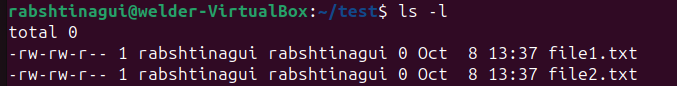 rabshtinagui@welder-VirtualBox:~/test$ ls -l
total 0
-rw-rw-r-- 1 rabshtinagui rabshtinagui 0 Oct  8 13:37 file1.txt
-rw-rw-r-- 1 rabshtinagui rabshtinagui 0 Oct  8 13:37 file2.txt